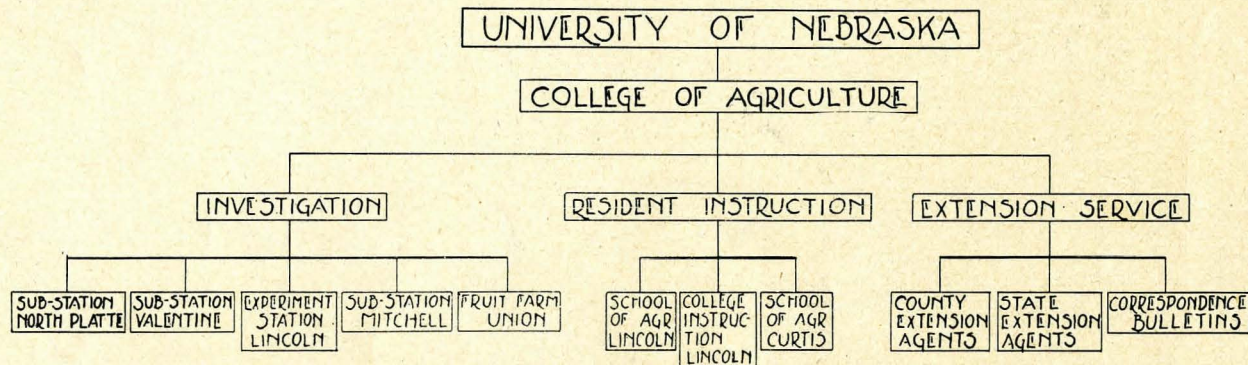 UNIVERSITY OF NEBRASKA
COLLEGE OF AGRICULTURE
INVESTIGATION
RESIDENT INSTRUCTION
EXTENSION SERVICE
SUB-STATION
NORTH PLATTE
SUB-STATION
VALENTINE
EXPERIMENT
STATION
LINCOLN
SUB-STATION
MITCHELL
FRUIT FARM
UNION
SCHOOL
OF AGR
LINCOLN
COLLEGE
INSTRUC-
TION
LINCOLN
SCHOOL
OF AGR
CURTIS
COUNTY
EXTENSION
AGENTS
STATE
EXTENSION
AGENTS
CORRESPONDENCE
BULLETINS